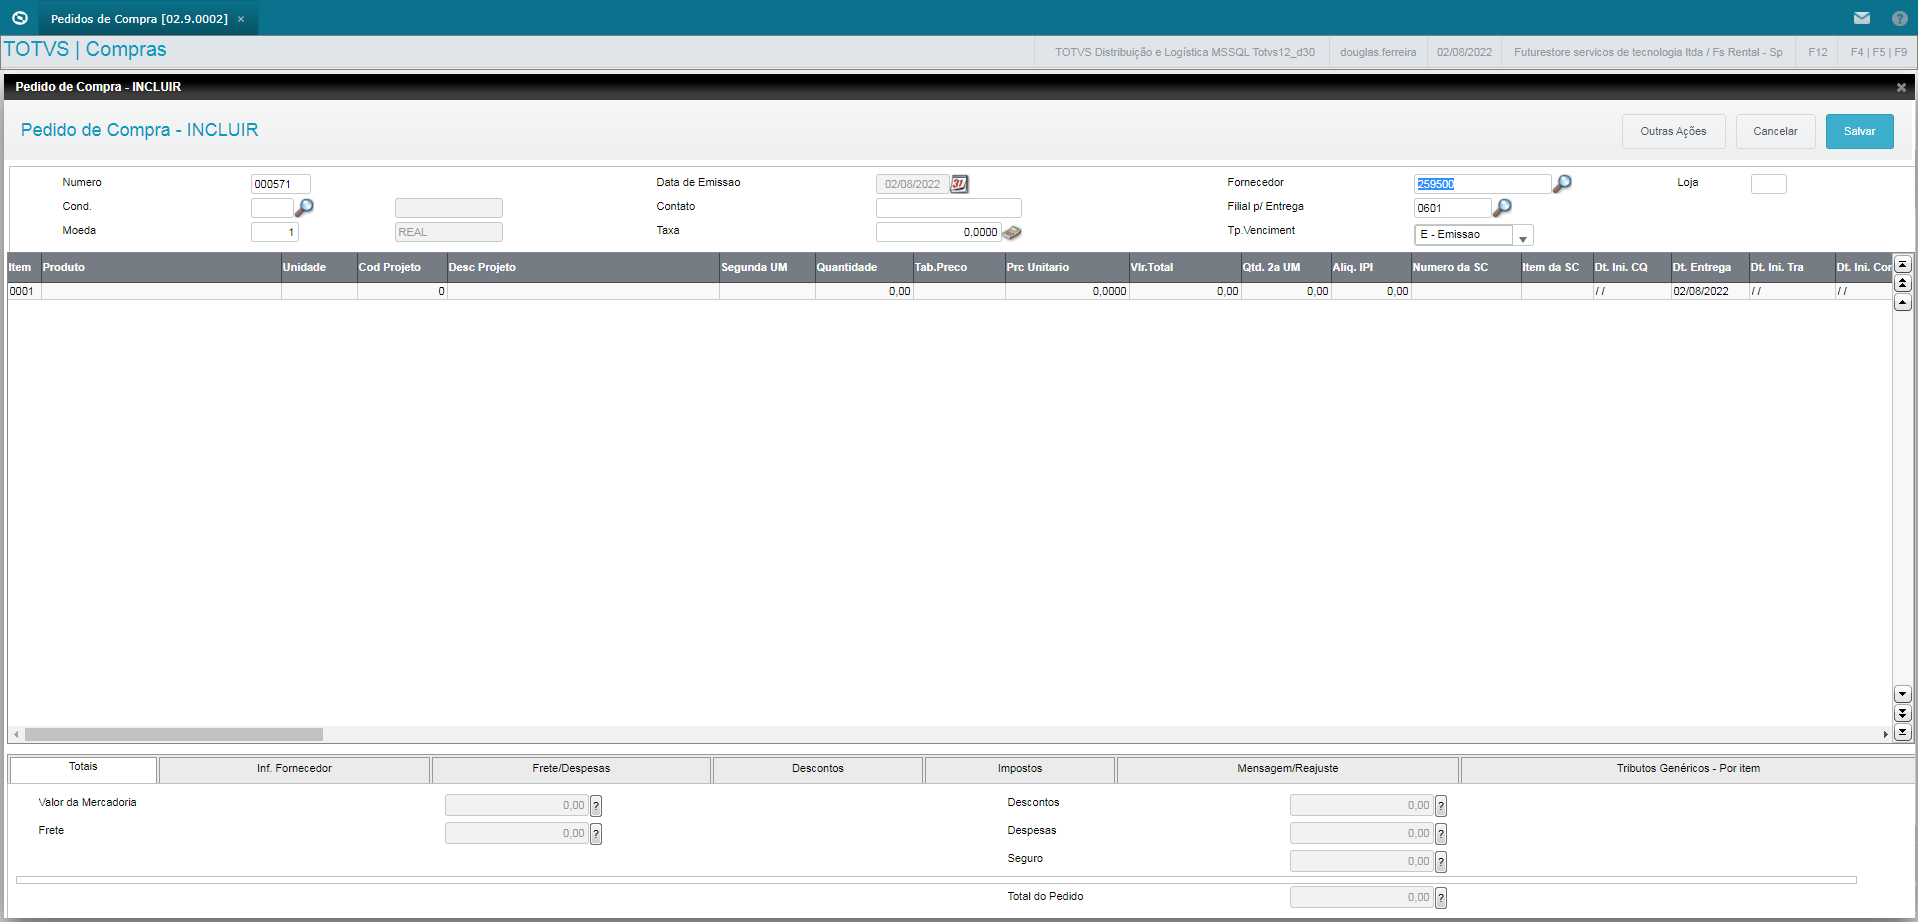 Pedidos de Compra [02.9.0002] ×
TOTVS | Compras
TOTVS Distribuição e Logística MSSQL Totvs12_d30 douglas.ferreira 02/08/2022 Futurestore servicos de tecnologia ltda / Fs Rental - Sp F12 F4 | F5 | F9
Pedido de Compra - INCLUIR
Pedido de Compra - INCLUIR
Outras Ações Cancelar Salvar
Numero 000571 Data de Emissao 02/08/2022 31 Fornecedor 259500 Loja
Cond. Contato Filial p/ Entrega 0601
Moeda 1 REAL Taxa 0,0000 Tp.Venciment E - Emissao
Item Produto Unidade Cod Projeto Desc Projeto Segunda UM Quantidade Tab.Preco Prc Unitario Vlr.Total Qtd. 2a UM Aliq. IPI Numero da SC Item da SC Dt. Ini. CQ Dt. Entrega Dt. Ini. Tra Dt. Ini. Cor
0001 0 0,00 0,0000 0,00 0,00 0,00 / / 02/08/2022 / / / /
Totais Inf. Fornecedor Frete/Despesas Descontos Impostos Mensagem/Reajuste Tributos Genéricos - Por item
Valor da Mercadoria 0,00 ? Descontos 0,00 ?
Frete 0,00 ? Despesas 0,00 ?
Seguro 0,00 ?
Total do Pedido 0,00 ?